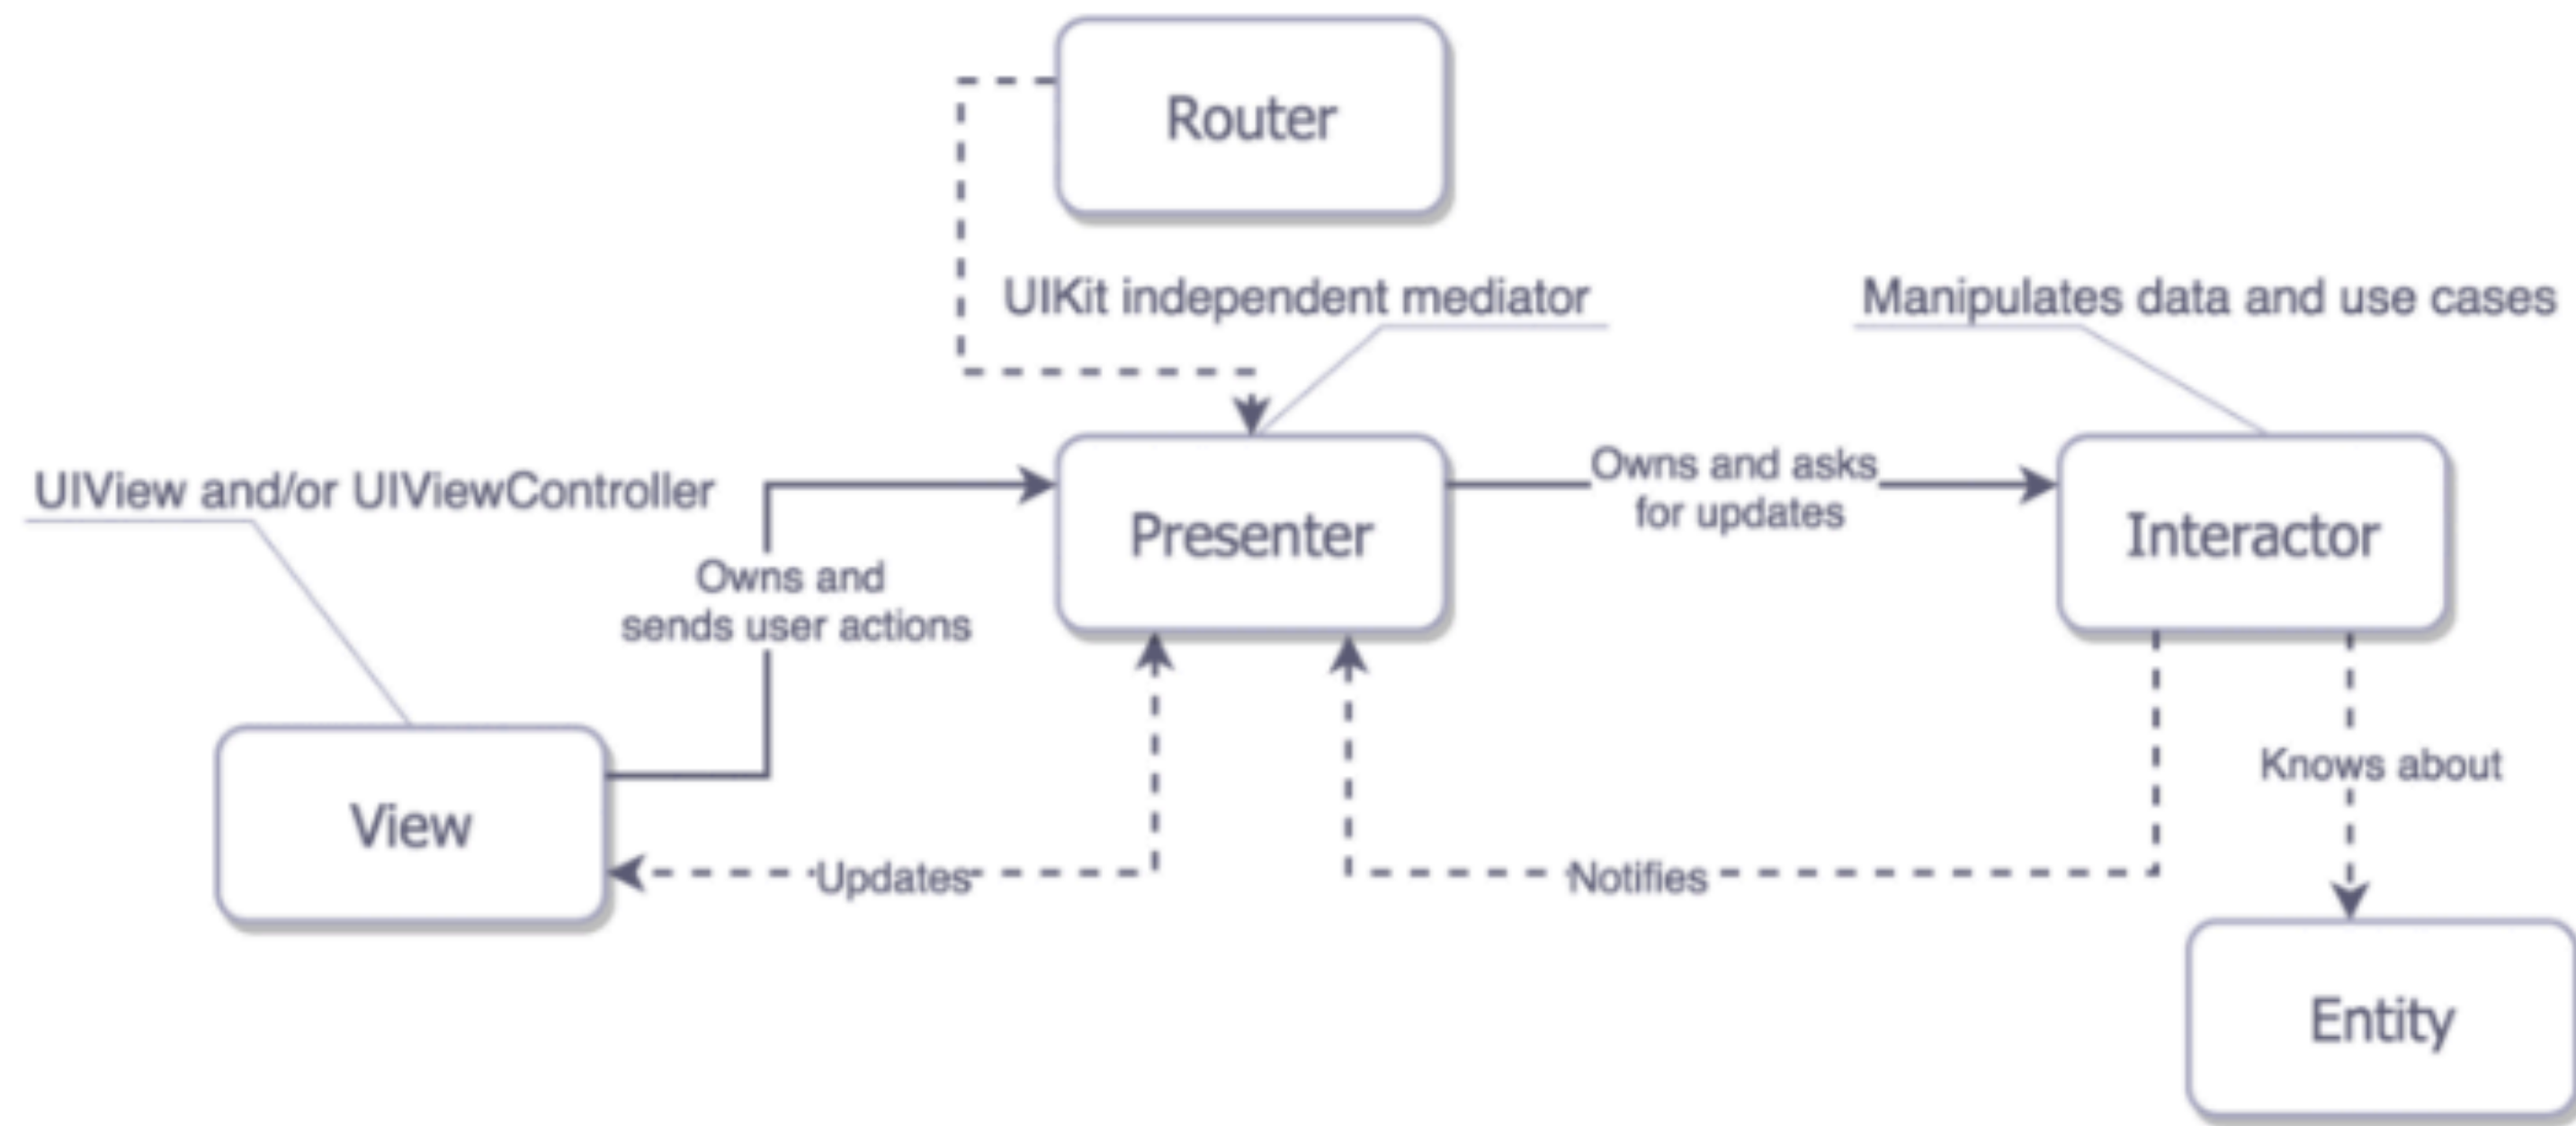 Router
UIKit independent mediator
Manipulates data and use cases
UIView and/or UIViewController
Owns and asks
for updates
Presenter
Interactor
Owns and
sends user actions
Knows about
View
Updates
Notifies
Entity